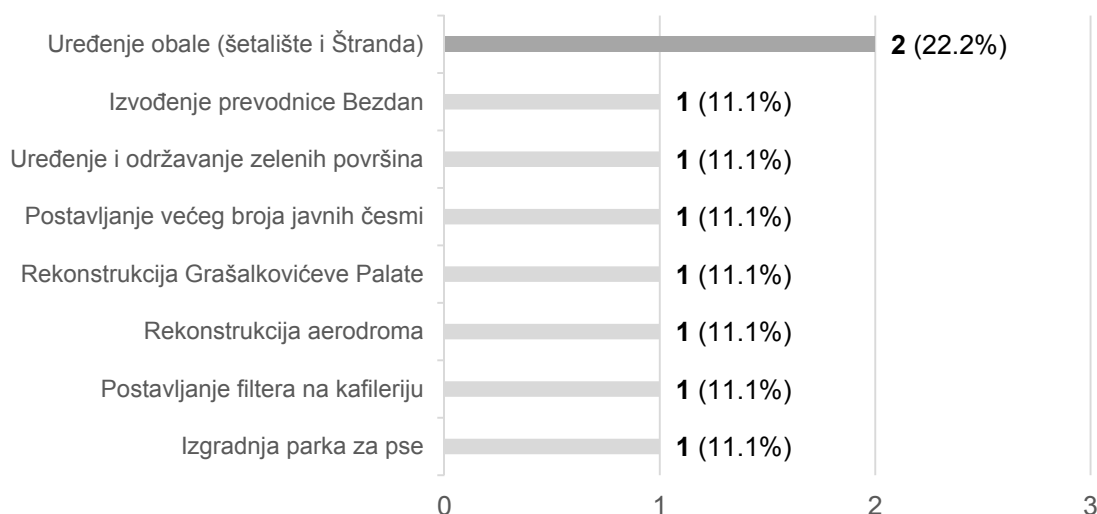 Uređenje obale (šetalište i Štranda)
2 (22.2%)
Izvođenje prevodnice Bezdan
1 (11.1%)
Uređenje i održavanje zelenih površina
1 (11.1%)
Postavljanje većeg broja javnih česmi
1 (11.1%)
Rekonstrukcija Grašalkovićeve Palate
1 (11.1%)
Rekonstrukcija aerodroma
1 (11.1%)
Postavljanje filtera na kafileriju
1 (11.1%)
Izgradnja parka za pse
1 (11.1%)
0 1 2 3